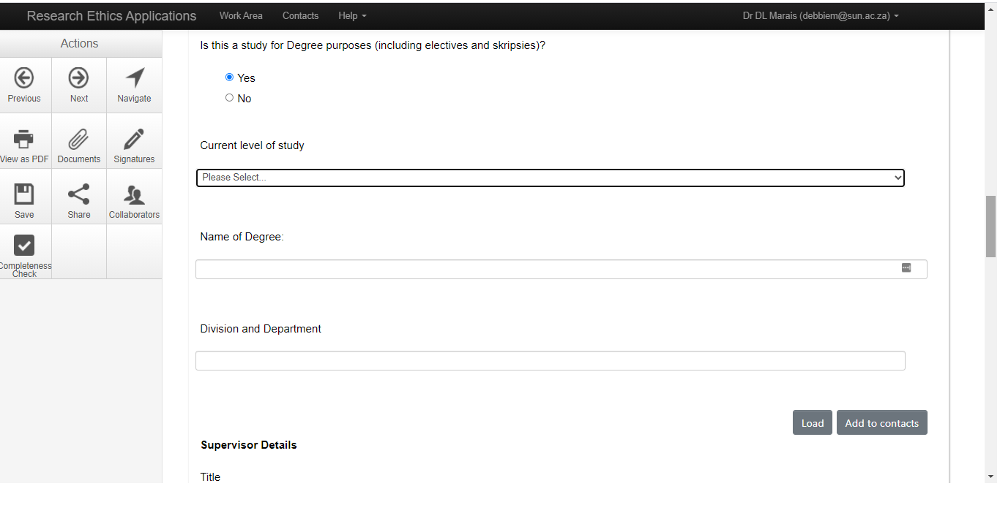 Research Ethics Applications Work Area Contacts Help Dr DL Marais (debbiem@sun.ac.za)
Actions
Previous Next Navigate
View as PDF Documents Signatures
Save Share Collaborators
Completeness
Check
Is this a study for Degree purposes (including electives and skripsies)?
Yes
No
Current level of study
Please Select...
Name of Degree:
Division and Department
Load Add to contacts
Supervisor Details
Title